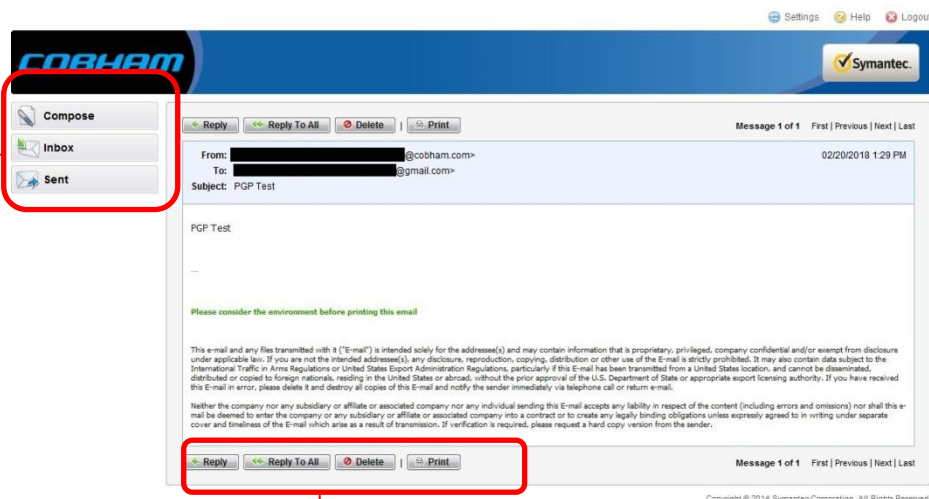 Settings Help Logou
COBHAM
Symantec.
Compose
Inbox
Sent
Reply Reply To All Delete | Print Message 1 of 1 First | Previous | Next | Last
From: @cobham.com> 02/20/2018 1:29 PM
To: @gmail.com>
Subject: PGP Test
PGP Test
---
Please consider the environment before printing this email
This e-mail and any files transmitted with it ("E-mail") is intended solely for the addressee(s) and may contain information that is proprietary, privileged, company confidential and/or exempt from disclosure
under applicable law. If you are not the intended addressee(s), any disclosure, reproduction, copying, distribution or other use of the E-mail is strictly prohibited. It may also contain data subject to the
International Traffic in Arms Regulations or United States Export Administration Regulations, particularly if this E-mail has been transmitted from a United States location, and cannot be disseminated,
distributed or copied to foreign nationals, residing in the United States or abroad, without the prior approval of the U.S. Department of State or appropriate export licensing authority. If you have received
this E-mail in error, please delete it and destroy all copies of this E-mail and notify the sender immediately via telephone call or return e-mail.
Neither the company nor any subsidiary or affiliate or associated company nor any individual sending this E-mail accepts any liability in respect of the content (including errors and omissions) nor shall this e-
mail be deemed to enter the company or any subsidiary or affiliate or associated company into a contract or to create any legally binding obligations unless expressly agreed to in writing under separate
cover and timeliness of the E-mail which arise as a result of transmission. If verification is required, please request a hard copy version from the sender.
Reply Reply To All Delete | Print Message 1 of 1 First | Previous | Next | Last
Copyright © 2014 Symantec Corporation. All Rights Reserved